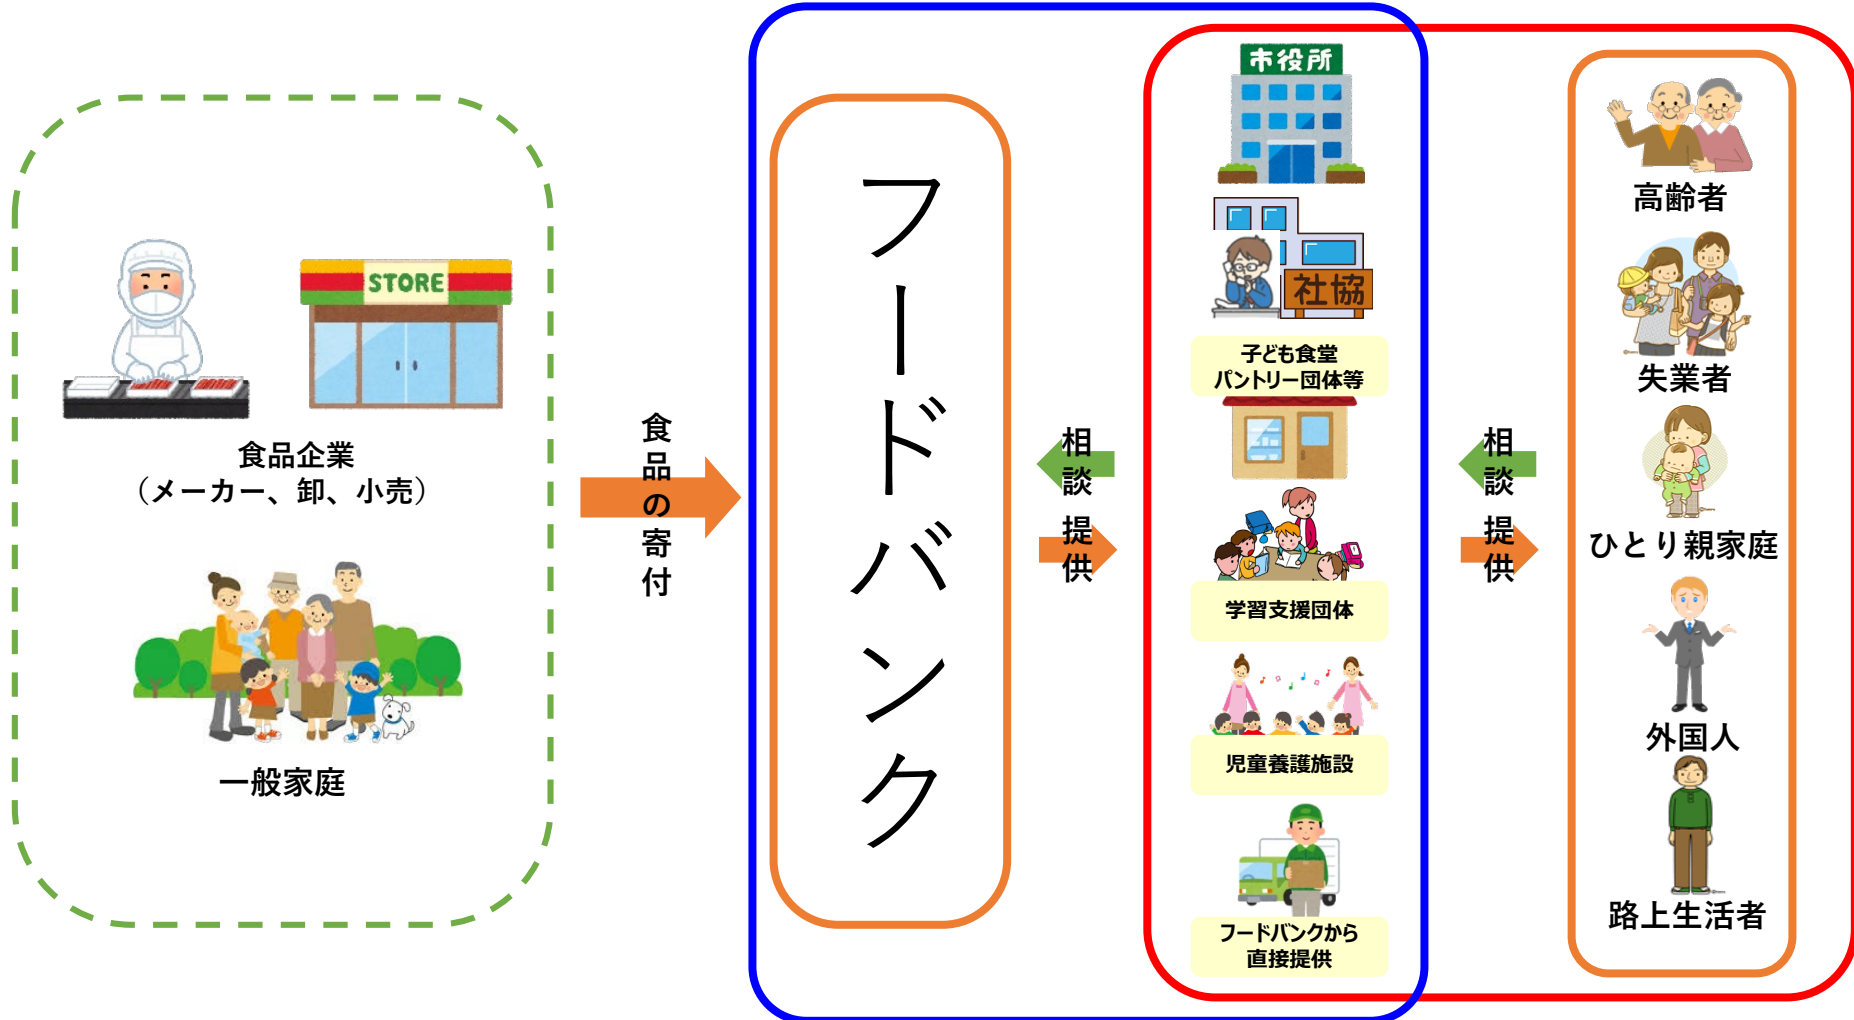 STORE
食品企業
（メーカー、卸、小売）
一般家庭
食品の寄付
フードバンク
相談
提供
市役所
社協
子ども食堂
パントリー団体等
学習支援団体
児童養護施設
フードバンクから
直接提供
相談
提供
高齢者
失業者
ひとり親家庭
外国人
路上生活者